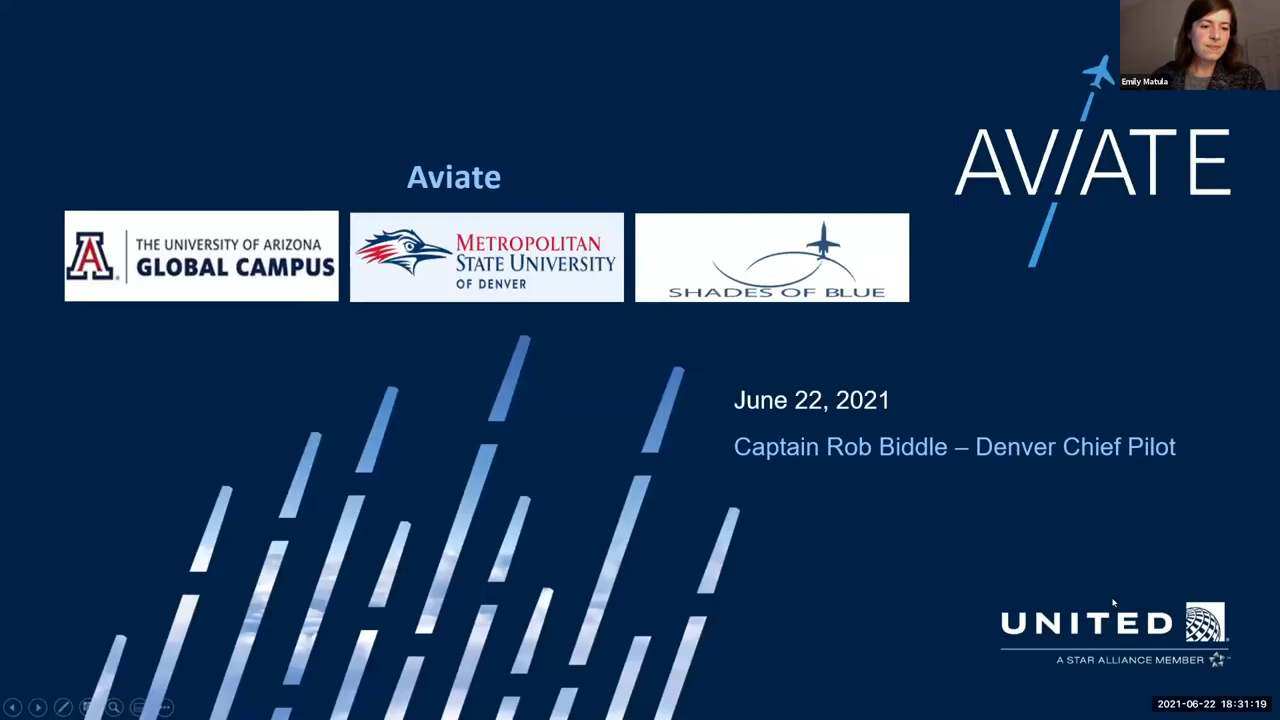 Emily Matula
AVIATE
Aviate
A
THE UNIVERSITY OF ARIZONA
GLOBAL CAMPUS
METROPOLITAN
STATE UNIVERSITY
OF DENVER
SHADES OF BLUE
June 22, 2021
Captain Rob Biddle – Denver Chief Pilot
UNITED
A STAR ALLIANCE MEMBER
2021-06-22 18:31:19